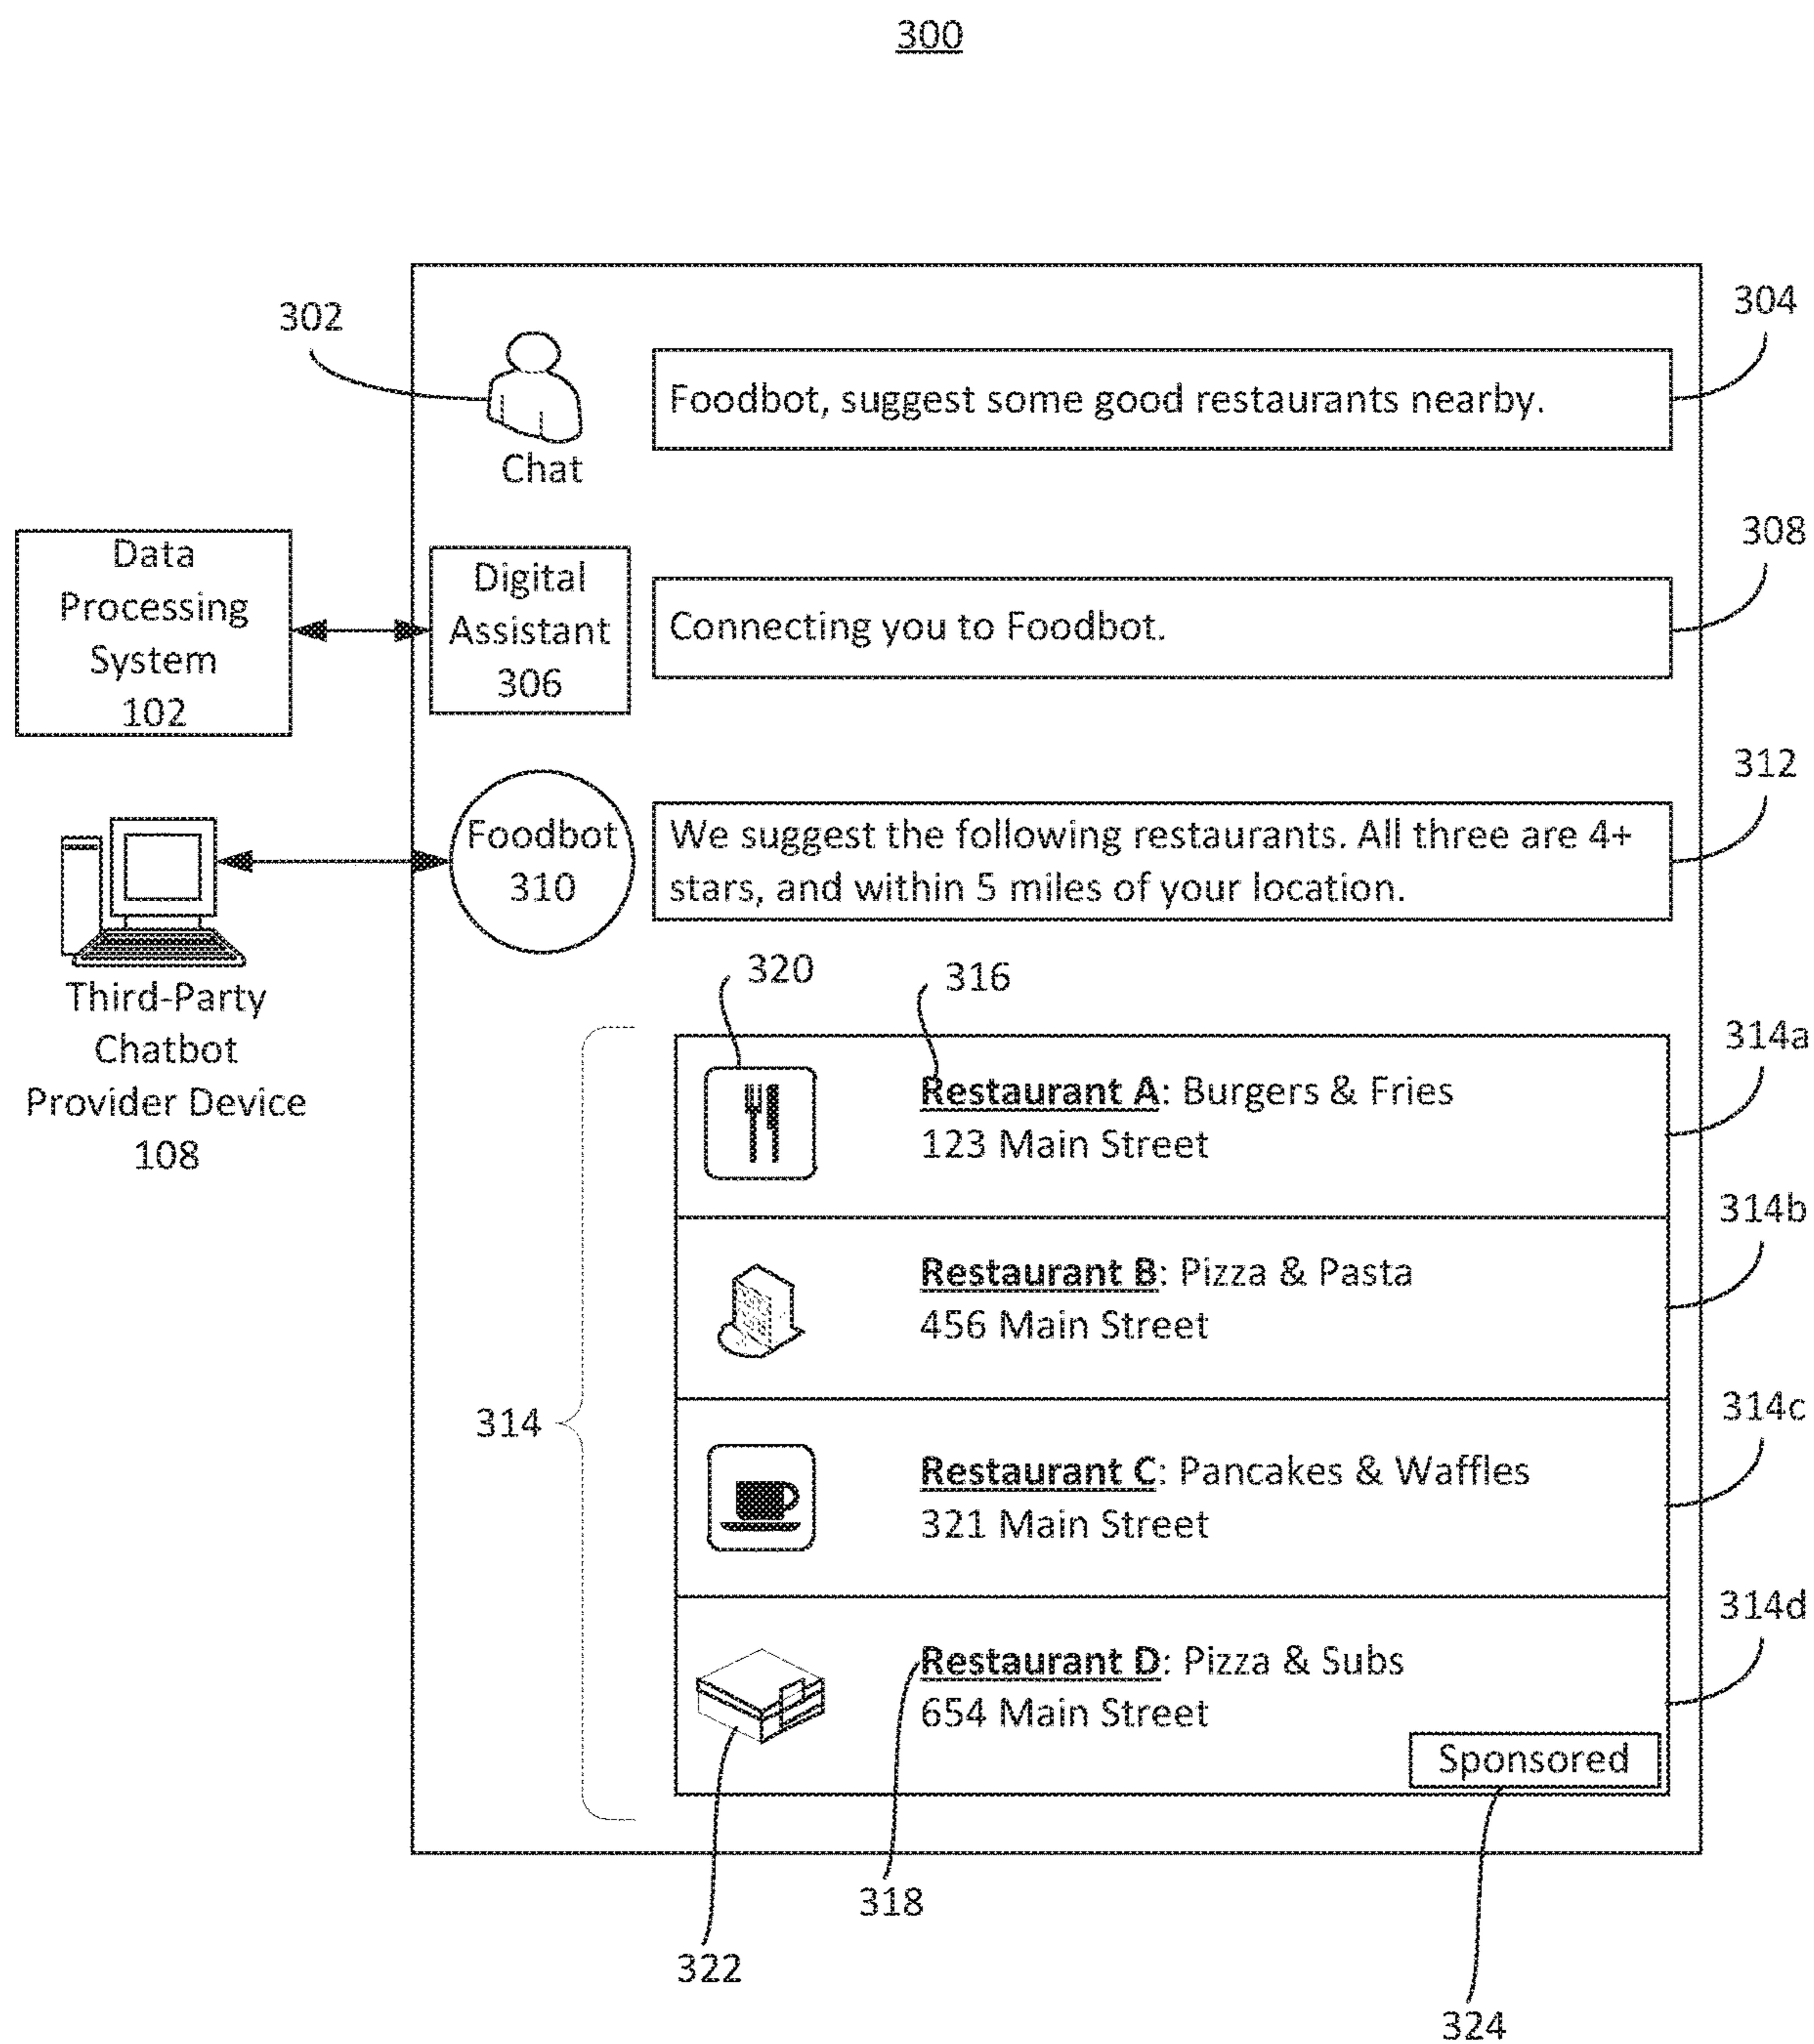 300
302
304
Foodbot, suggest some good restaurants nearby.
Chat
308
Data
Processing
System
102
Digital
Assistant
306
Connecting you to Foodbot.
312
Foodbot
310
We suggest the following restaurants. All three are 4+
stars, and within 5 miles of your location.
Third-Party
Chatbot
Provider Device
108
320
316
314a
Restaurant A: Burgers & Fries
123 Main Street
314b
Restaurant B: Pizza & Pasta
456 Main Street
314
314c
Restaurant C: Pancakes & Waffles
321 Main Street
314d
Restaurant D: Pizza & Subs
654 Main Street
Sponsored
318
322
324